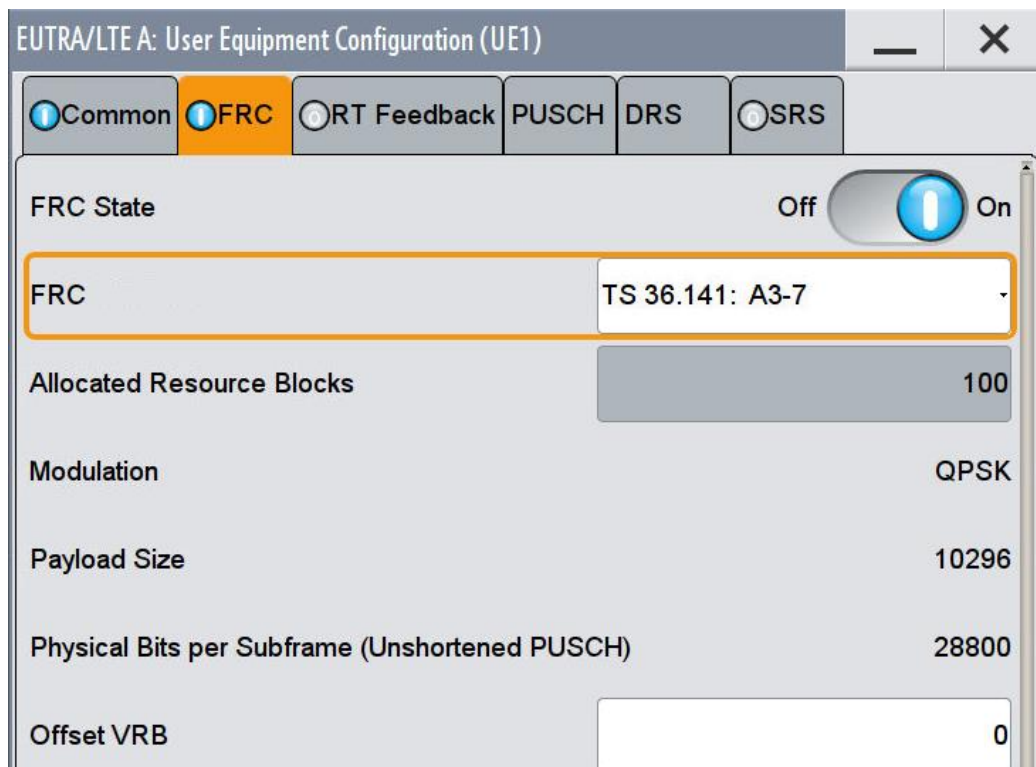 EUTRA/LTE A: User Equipment Configuration (UE1)
Common FRC RT Feedback PUSCH DRS SRS
FRC State Off On
FRC TS 36.141: A3-7
Allocated Resource Blocks 100
Modulation QPSK
Payload Size 10296
Physical Bits per Subframe (Unshortened PUSCH) 28800
Offset VRB 0